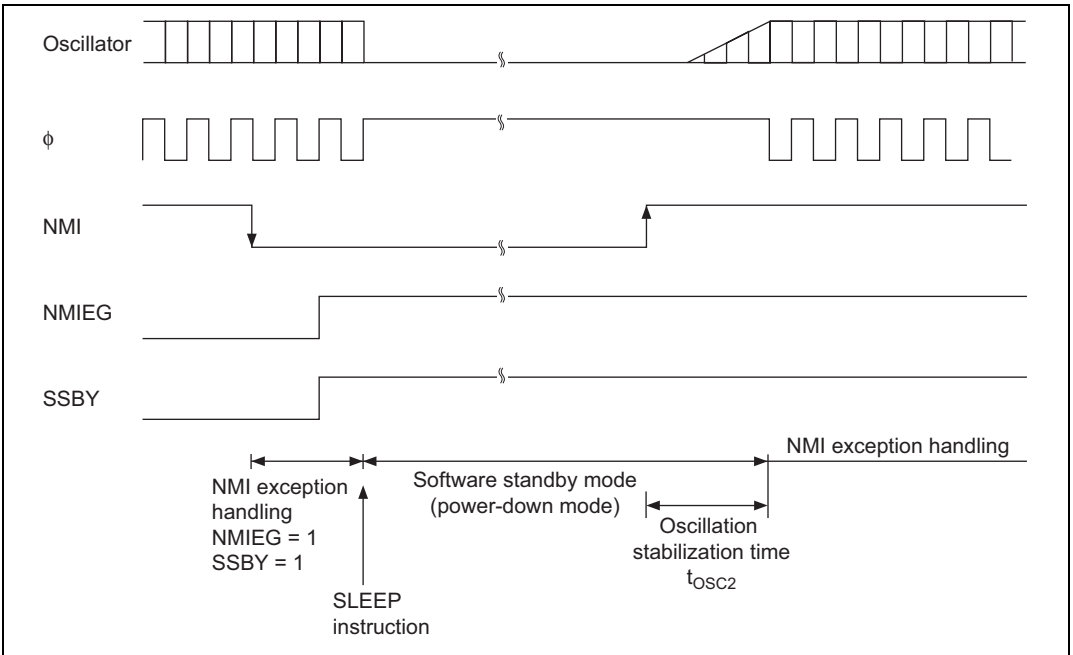 Oscillator
ϕ
NMI
NMIEG
SSBY
NMI exception handling
NMI exception
handling
NMIEG = 1
SSBY = 1
Software standby mode
(power-down mode)
Oscillation
stabilization time
tOSC2
SLEEP
instruction